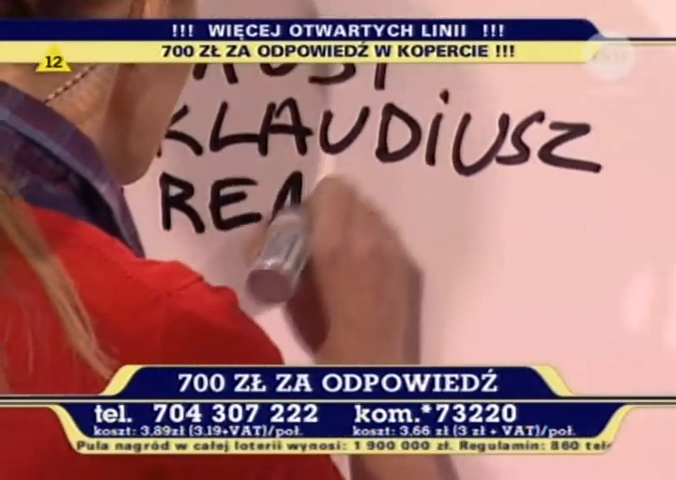 !!! WIĘCEJ OTWARTYCH LINII !!!
700 ZŁ ZA ODPOWIEDŹ W KOPERCIE !!!
12
KLAUDIUSZ
REA
700 ZŁ ZA ODPOWIEDŹ
tel. 704 307 222 kom.*73220
koszt: 3.89zł (3.19+VAT)/poł. koszt: 3.66 zł (3 zł + VAT)/poł.
Pula nagród w całej loterii wynosi: 1 900 000 zł. Regulamin: 860 tele